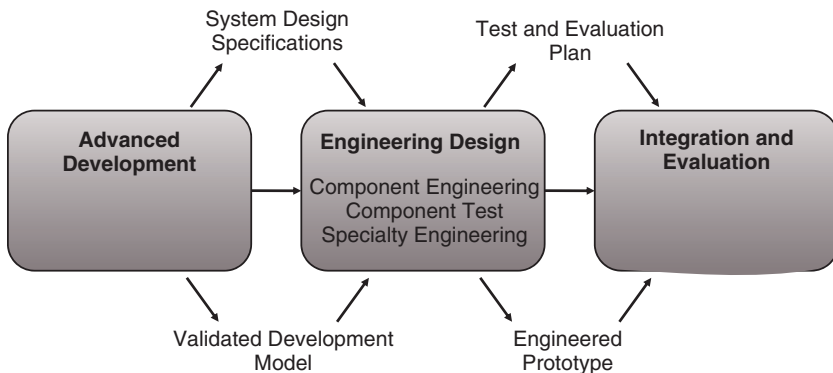 System Design
Specifications
Test and Evaluation
Plan
Advanced
Development
Engineering Design
Component Engineering
Component Test
Specialty Engineering
Integration and
Evaluation
Validated Development
Model
Engineered
Prototype